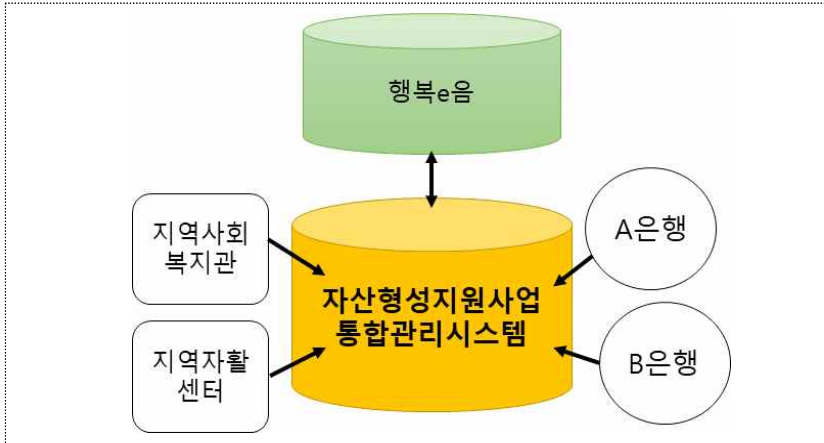 행복e음
지역사회
복지관
A은행
자산형성지원사업
통합관리시스템
지역자활
센터
B은행